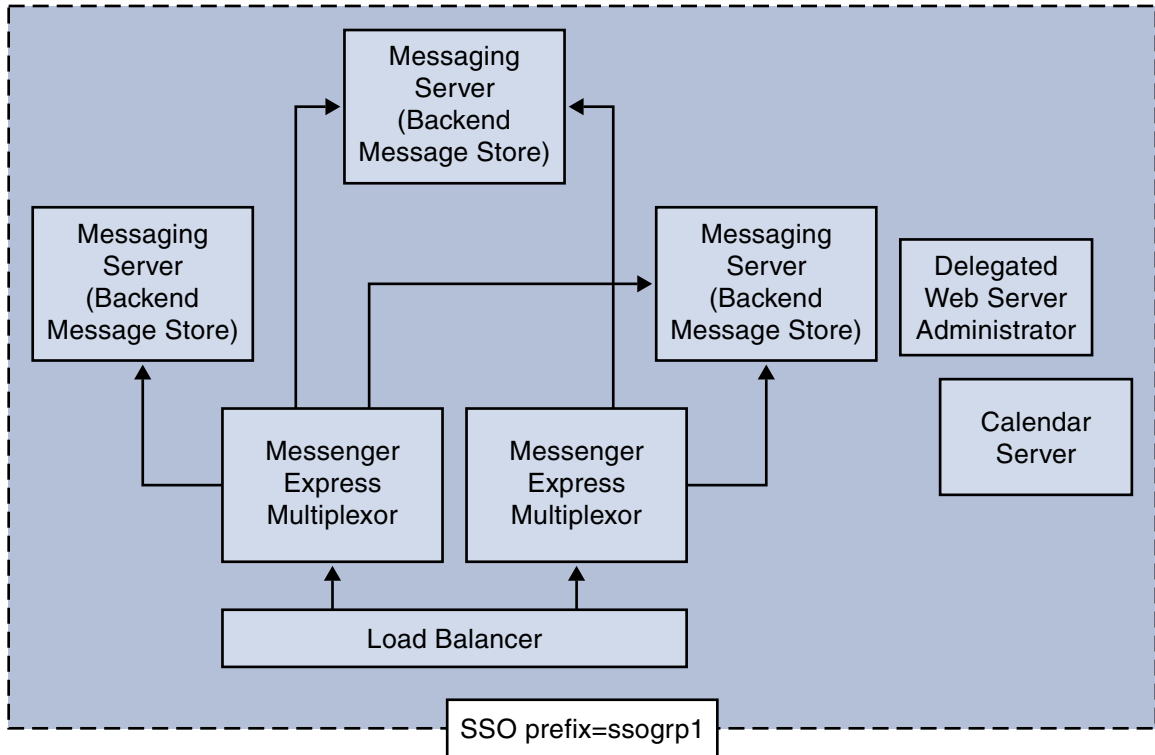 Messaging
Server
(Backend
Message Store)
Messaging
Server
(Backend
Message Store)
Messaging
Server
(Backend
Message Store)
Delegated
Web Server
Administrator
Calendar
Server
Messenger
Express
Multiplexor
Messenger
Express
Multiplexor
Load Balancer
SSO prefix=ssogrp1